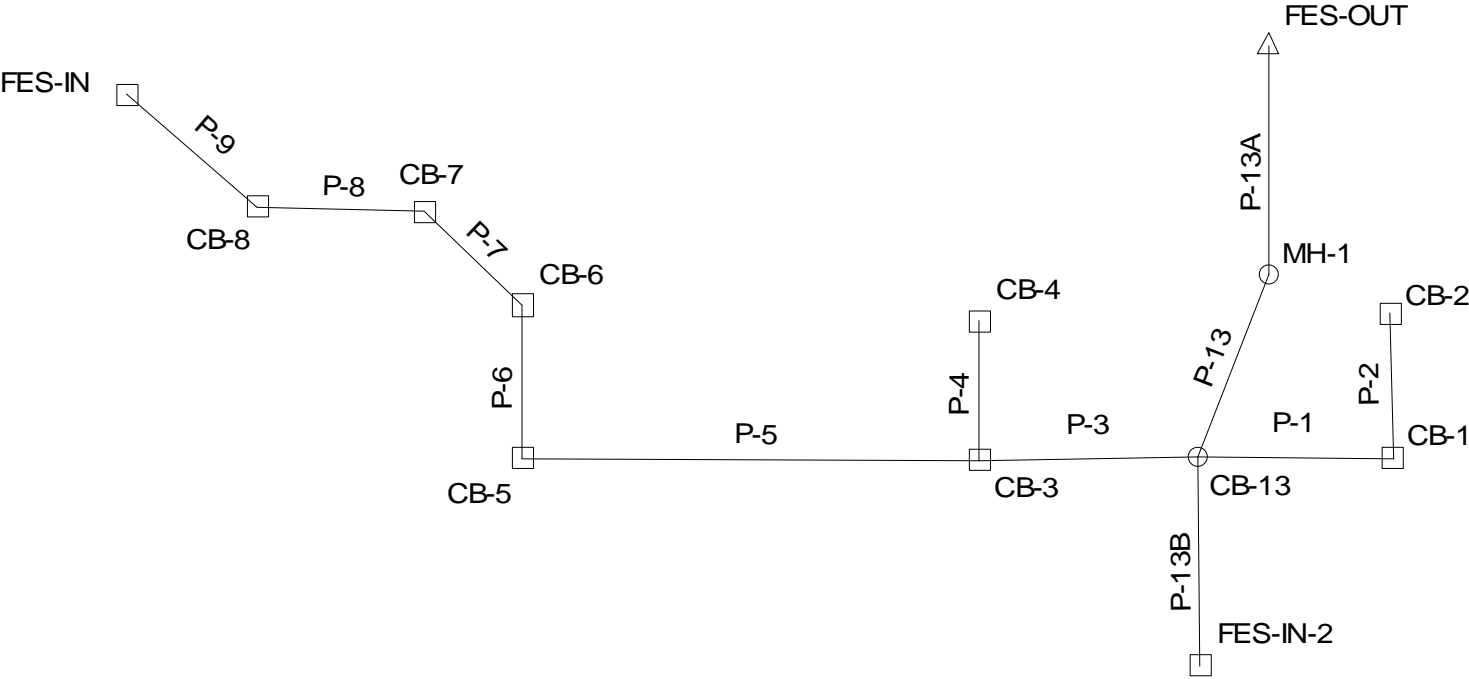 FES-OUT
FES-IN
P-9
P-13A
CB-7
P-8
CB-8
P-7
MH-1
CB-6
CB-4
CB-2
P-13
P-6
P-4
P-2
P-5
P-3
P-1
CB-1
CB-5
CB-3
CB-13
P-13B
FES-IN-2